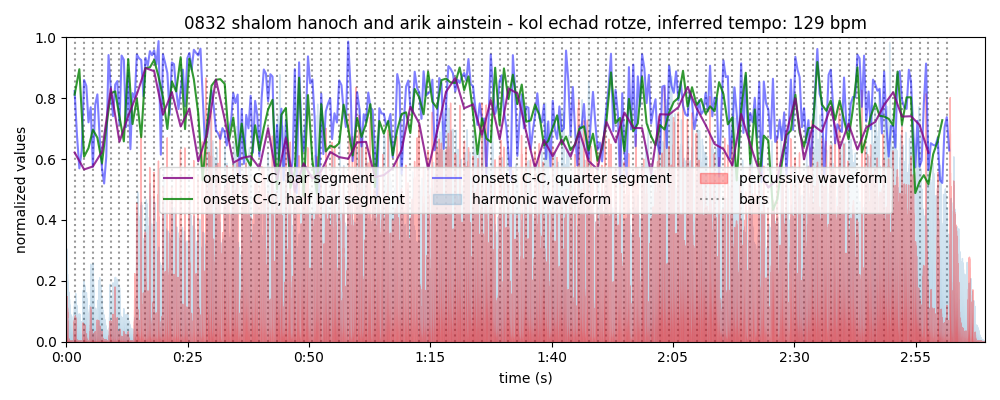 0832 shalom hanoch and arik ainstein - kol echad rotze, inferred tempo: 129 bpm
normalized values
1.0
0.8
0.6
0.4
0.2
0.0
onsets C-C, bar segment
onsets C-C, half bar segment
onsets C-C, quarter segment
harmonic waveform
percussive waveform
bars
0:00 0:25 0:50 1:15 1:40 2:05 2:30 2:55
time (s)